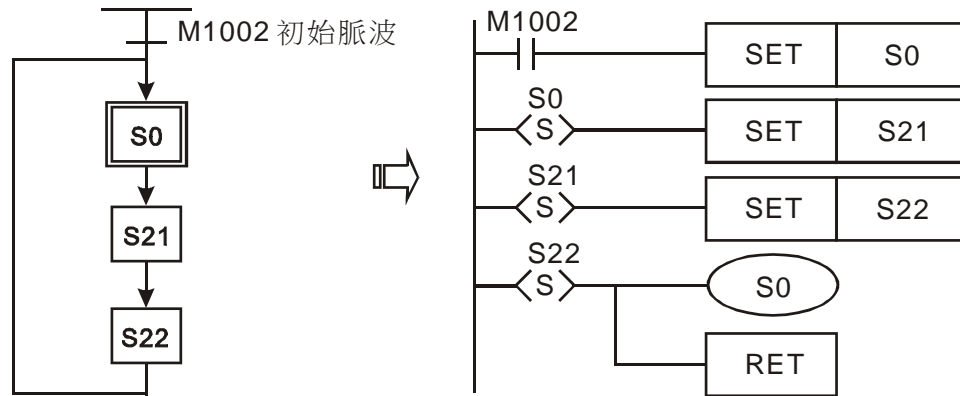 M1002 初始脈波
S0
S21
S22
M1002
SET S0
S0
S
SET S21
S21
S
SET S22
S22
S
S0
RET